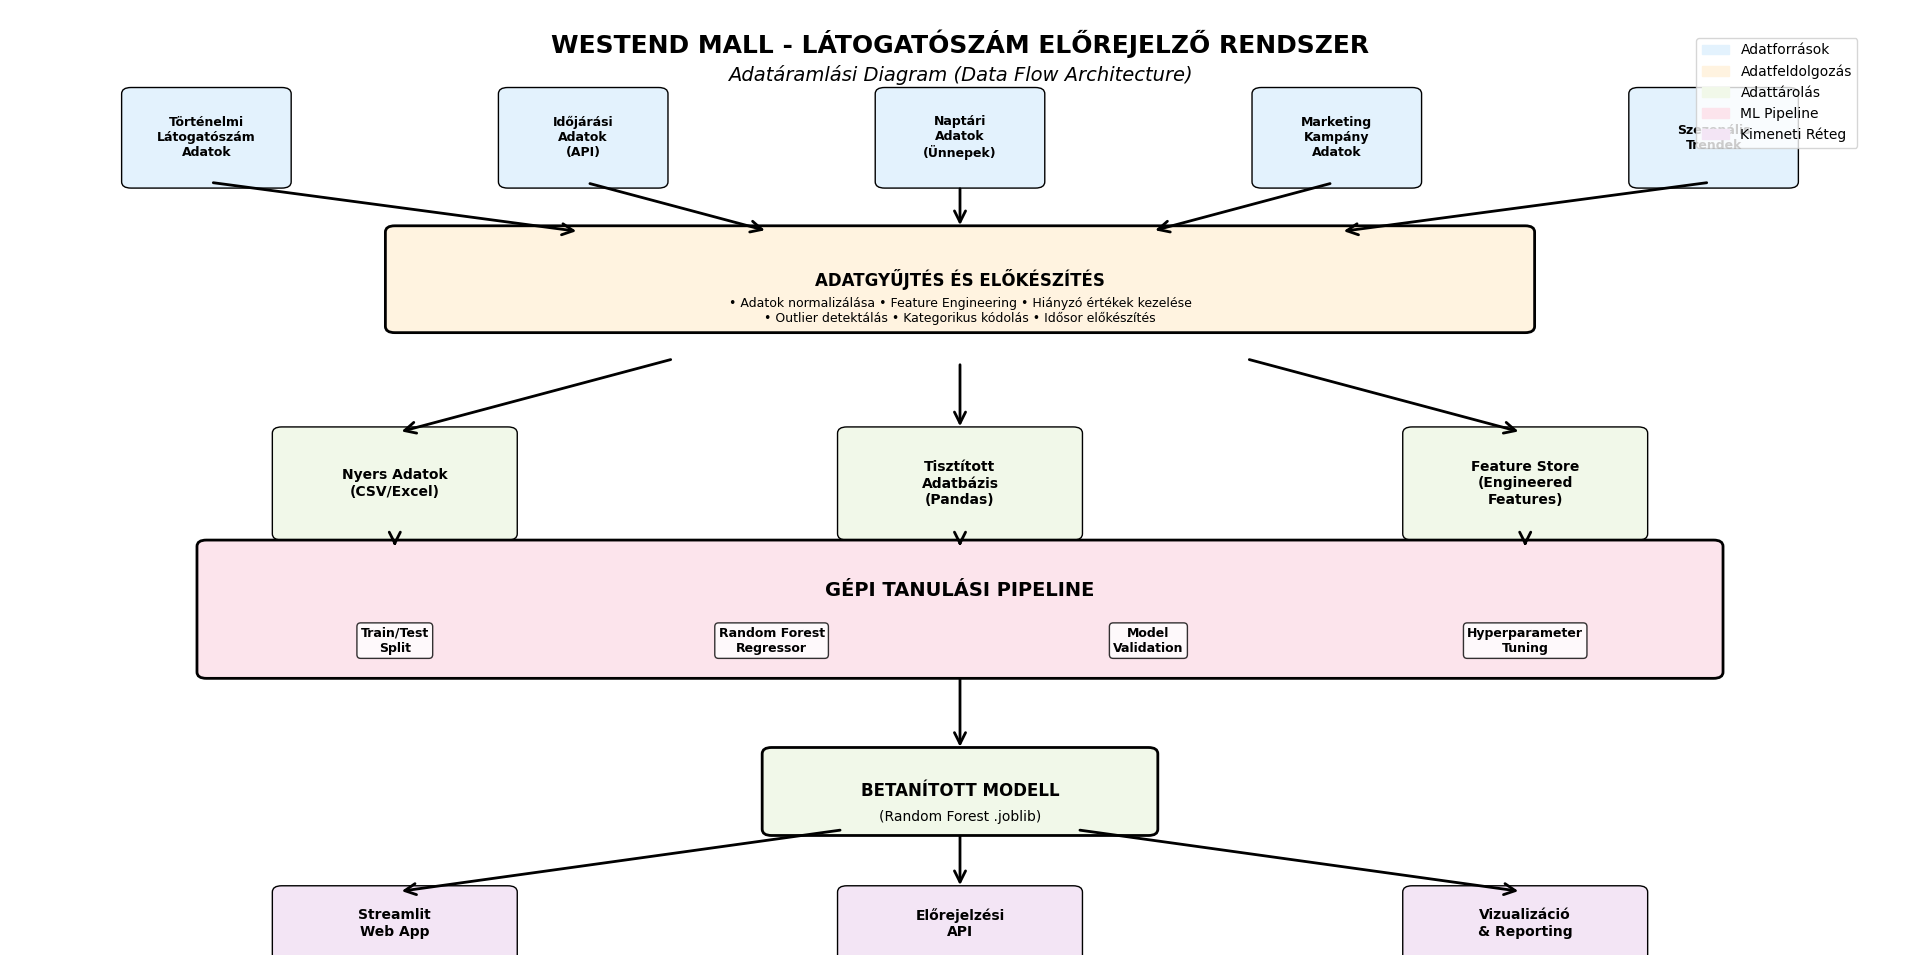 WESTEND MALL - LÁTOGATÓSZÁM ELŐREJELZŐ RENDSZER
Adatáramlási Diagram (Data Flow Architecture)
Adatforrások
Adatfeldolgozás
Adattárolás
ML Pipeline
Kimeneti Réteg
Történelmi
Látogatószám
Adatok
Időjárási
Adatok
(API)
Naptári
Adatok
(Ünnepek)
Marketing
Kampány
Adatok
Szezonális
Trendek
ADATGYŰJTÉS ÉS ELŐKÉSZÍTÉS
• Adatok normalizálása • Feature Engineering • Hiányzó értékek kezelése
• Outlier detektálás • Kategorikus kódolás • Idősor előkészítés
Nyers Adatok
(CSV/Excel)
Tisztított
Adatbázis
(Pandas)
Feature Store
(Engineered
Features)
GÉPI TANULÁSI PIPELINE
Train/Test
Split
Random Forest
Regressor
Model
Validation
Hyperparameter
Tuning
BETANÍTOTT MODELL
(Random Forest .joblib)
Streamlit
Web App
Előrejelzési
API
Vizualizáció
& Reporting